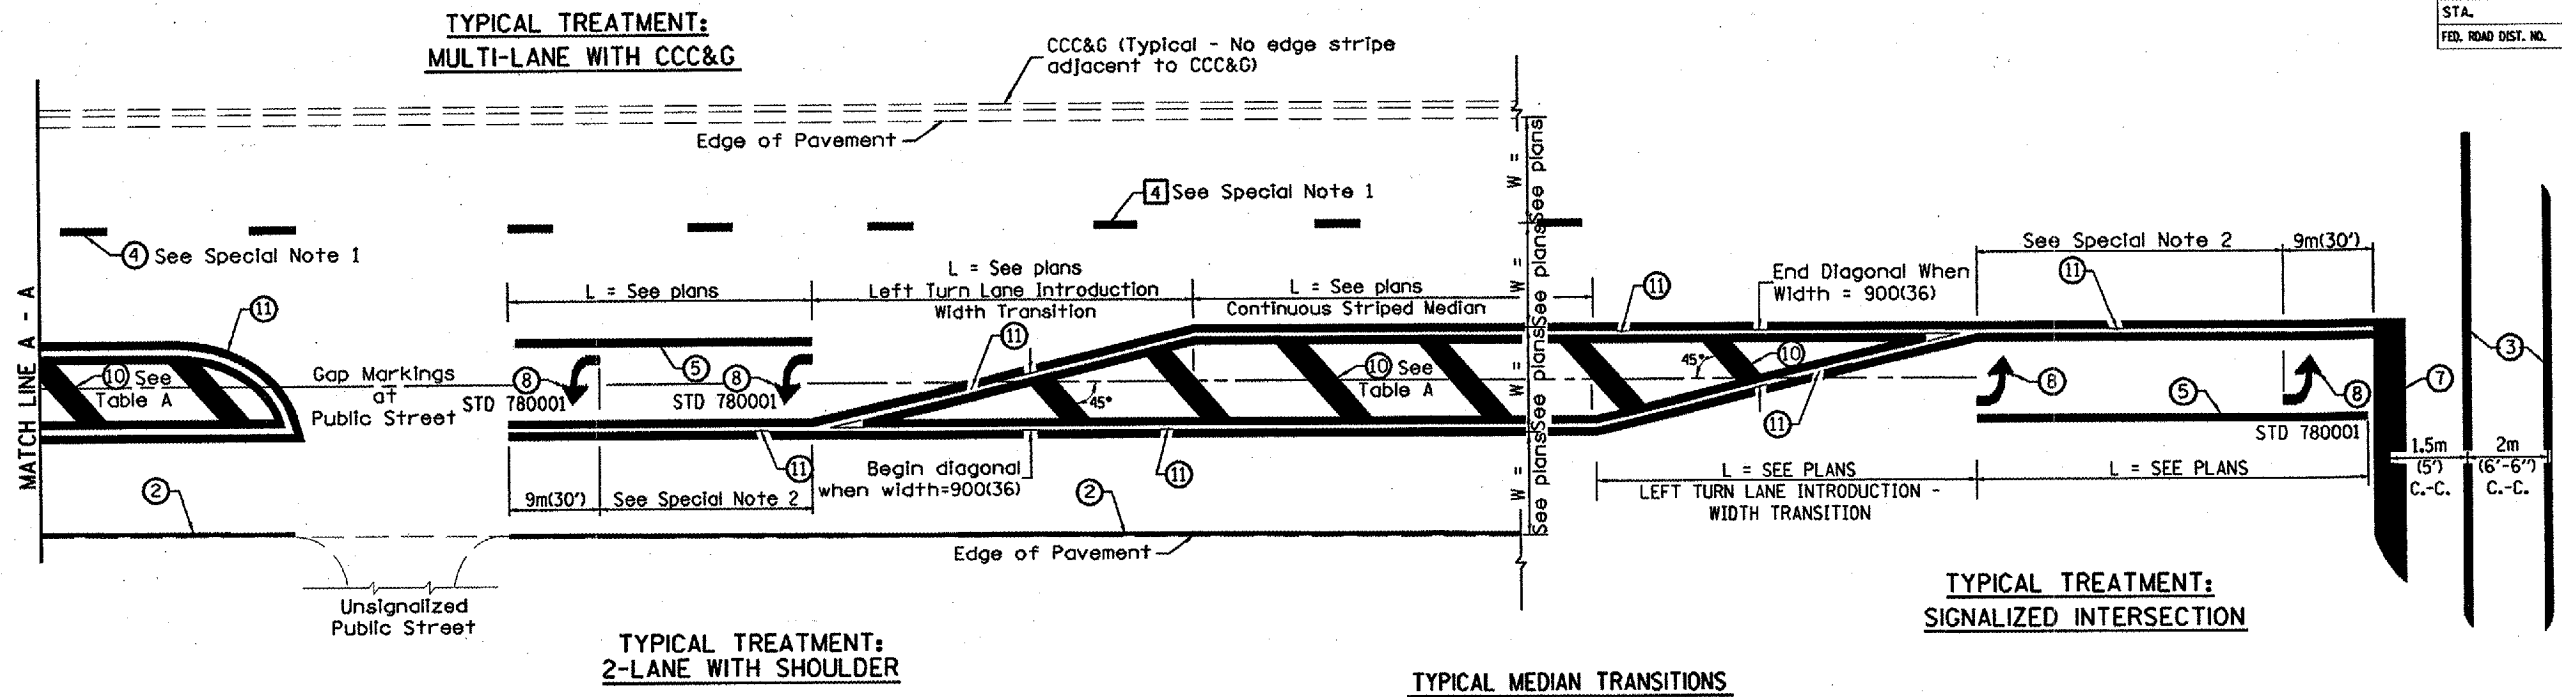 TYPICAL TREATMENT:
MULTI-LANE WITH CCC&G
CCC&G (Typical - No edge stripe
adjacent to CCC&G)
STA.
FED. ROAD DIST. NO.
Edge of Pavement
W = See plans
4 See Special Note 1
4 See Special Note 1
MATCH LINE A - A
11
10 See
Table A
Gap Markings
at
Public Street
L = See plans
L = See plans
Left Turn Lane Introduction
Width Transition
L = See plans
Continuous Striped Median
W = See plans
11
End Diagonal When
Width = 900(36)
See Special Note 2
9m(30')
11
8
STD 780001
5
8
STD 780001
11
45°
10 See
Table A
W = See plans
45°
10
8
8
7
3
5
STD 780001
11
11
Begin diagonal
when width=900(36)
11
11
2
9m(30')
See Special Note 2
2
W = See plans
L = SEE PLANS
LEFT TURN LANE INTRODUCTION -
WIDTH TRANSITION
L = SEE PLANS
1.5m
(5')
C.-C.
2m
(6'-6")
C.-C.
Edge of Pavement
Unsignalized
Public Street
TYPICAL TREATMENT:
2-LANE WITH SHOULDER
TYPICAL TREATMENT:
SIGNALIZED INTERSECTION
TYPICAL MEDIAN TRANSITIONS